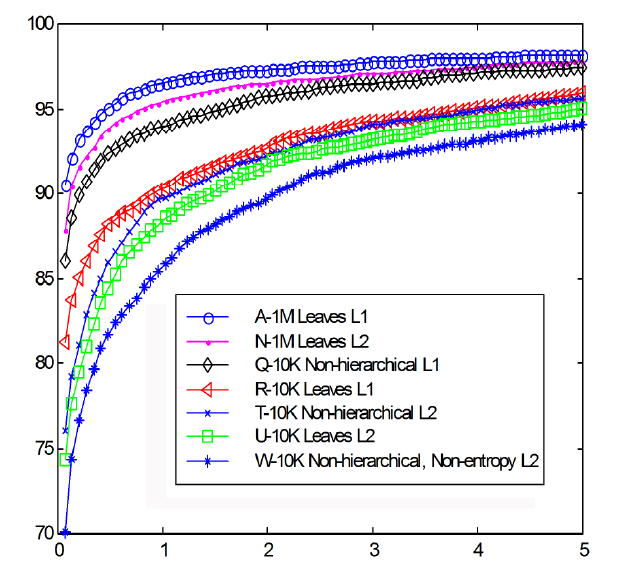 100
95
90
85
80
75
70
A-1M Leaves L1
N-1M Leaves L2
Q-10K Non-hierarchical L1
R-10K Leaves L1
T-10K Non-hierarchical L2
U-10K Leaves L2
W-10K Non-hierarchical, Non-entropy L2
0 1 2 3 4 5